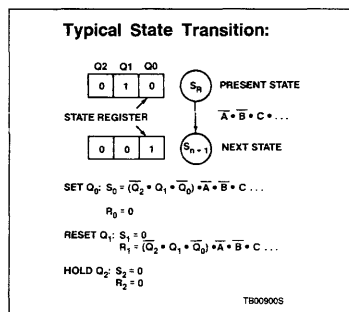 Typical State Transition:
Q2 Q1 Q0
0 1 0
S_R
PRESENT STATE
STATE REGISTER
A̅ • B̅ • C • ...
0 0 1
S_n + 1
NEXT STATE
SET Q₀: S₀ = (Q̅₂ • Q₁ • Q̅₀) • A̅ • B̅ • C ...
R₀ = 0
RESET Q₁: S₁ = 0
R₁ = (Q̅₂ • Q₁ • Q̅₀) • A̅ • B̅ • C ...
HOLD Q₂: S₂ = 0
R₂ = 0
TB00900S